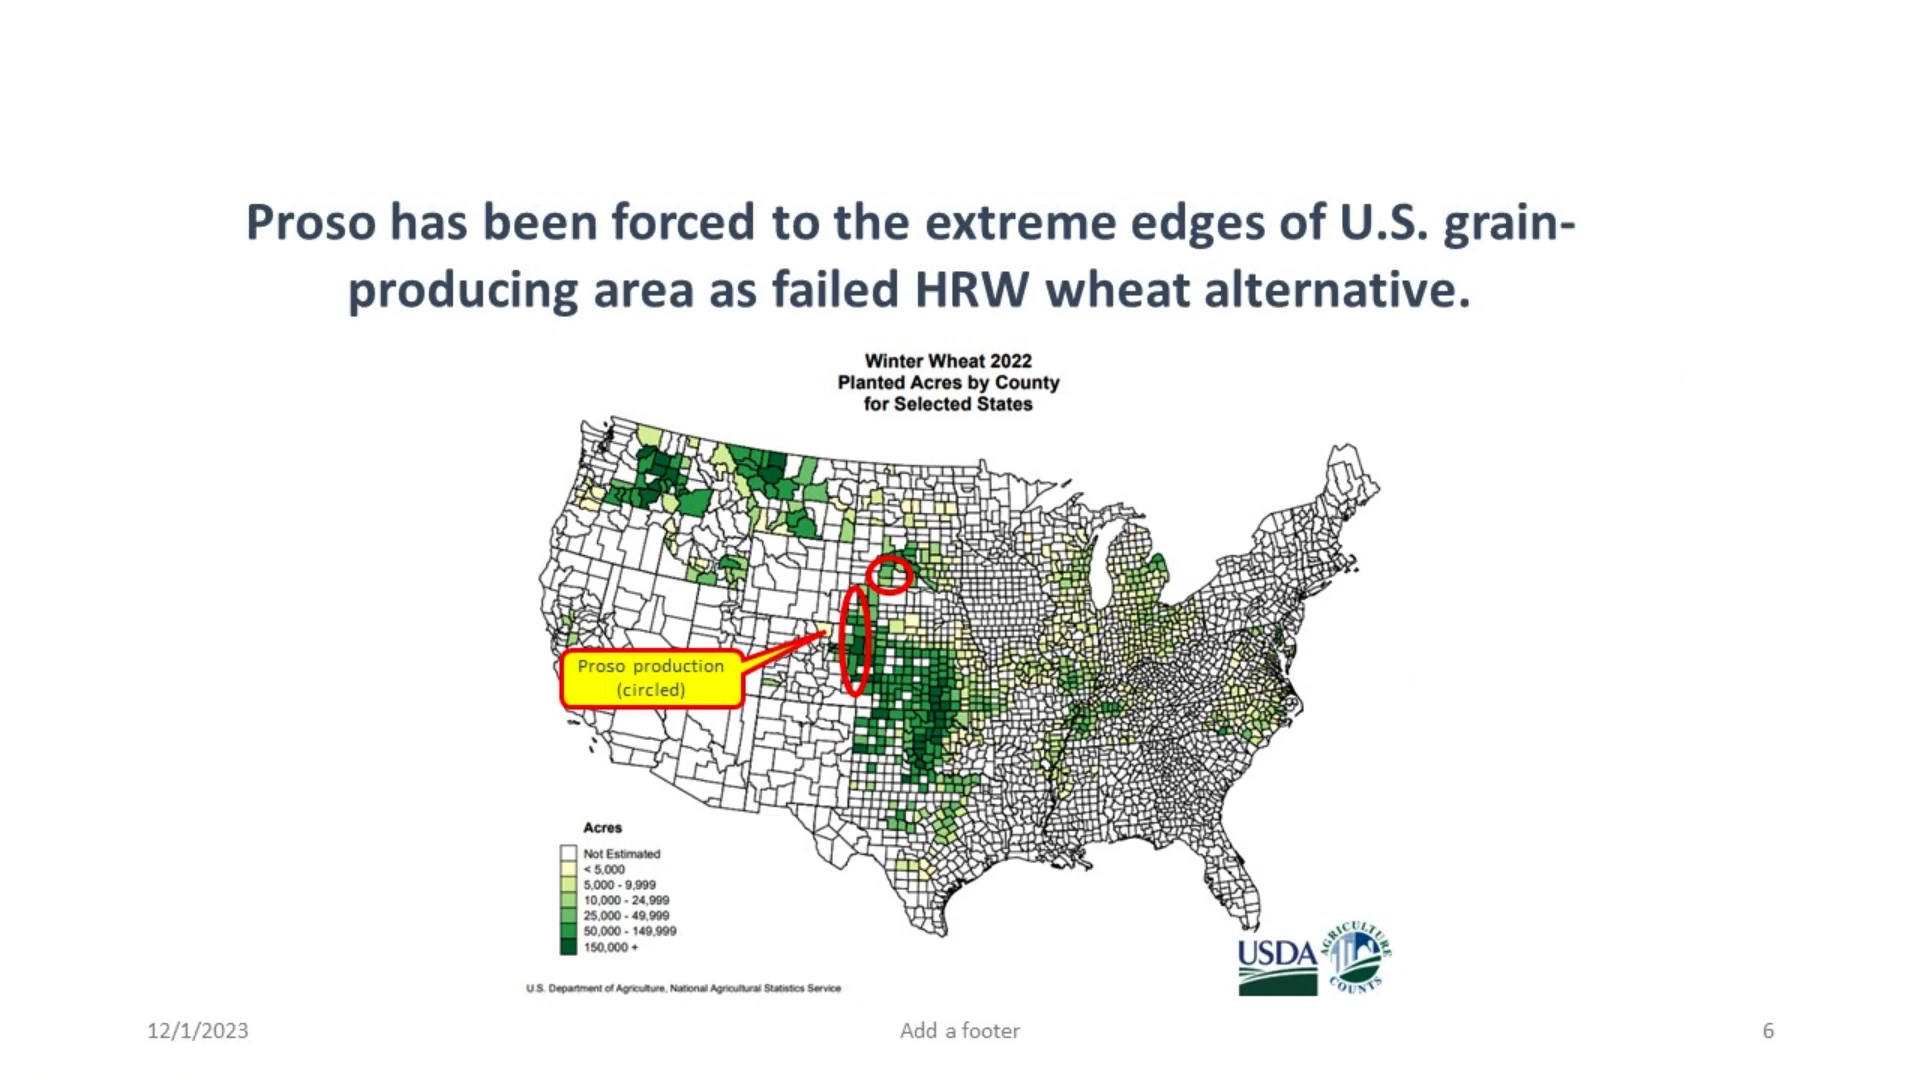 Proso has been forced to the extreme edges of U.S. grain-
producing area as failed HRW wheat alternative.
Winter Wheat 2022
Planted Acres by County
for Selected States
Proso production
(circled)
Acres
Not Estimated
< 5,000
5,000 - 9,999
10,000 - 24,999
25,000 - 49,999
50,000 - 149,999
150,000 +
USDA
AGRICULTURE
COUNTS
U.S. Department of Agriculture, National Agricultural Statistics Service
12/1/2023
Add a footer
6